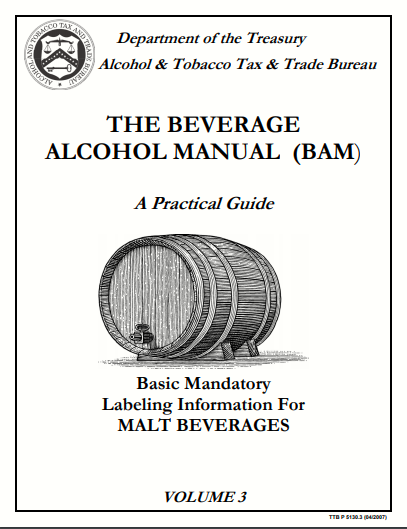 Department of the Treasury
Alcohol & Tobacco Tax & Trade Bureau
ALCOHOL AND TOBACCO TAX AND TRADE BUREAU
THE BEVERAGE
ALCOHOL MANUAL (BAM)
A Practical Guide
Basic Mandatory
Labeling Information For
MALT BEVERAGES
VOLUME 3
TTB P 5130.3 (04/2007)